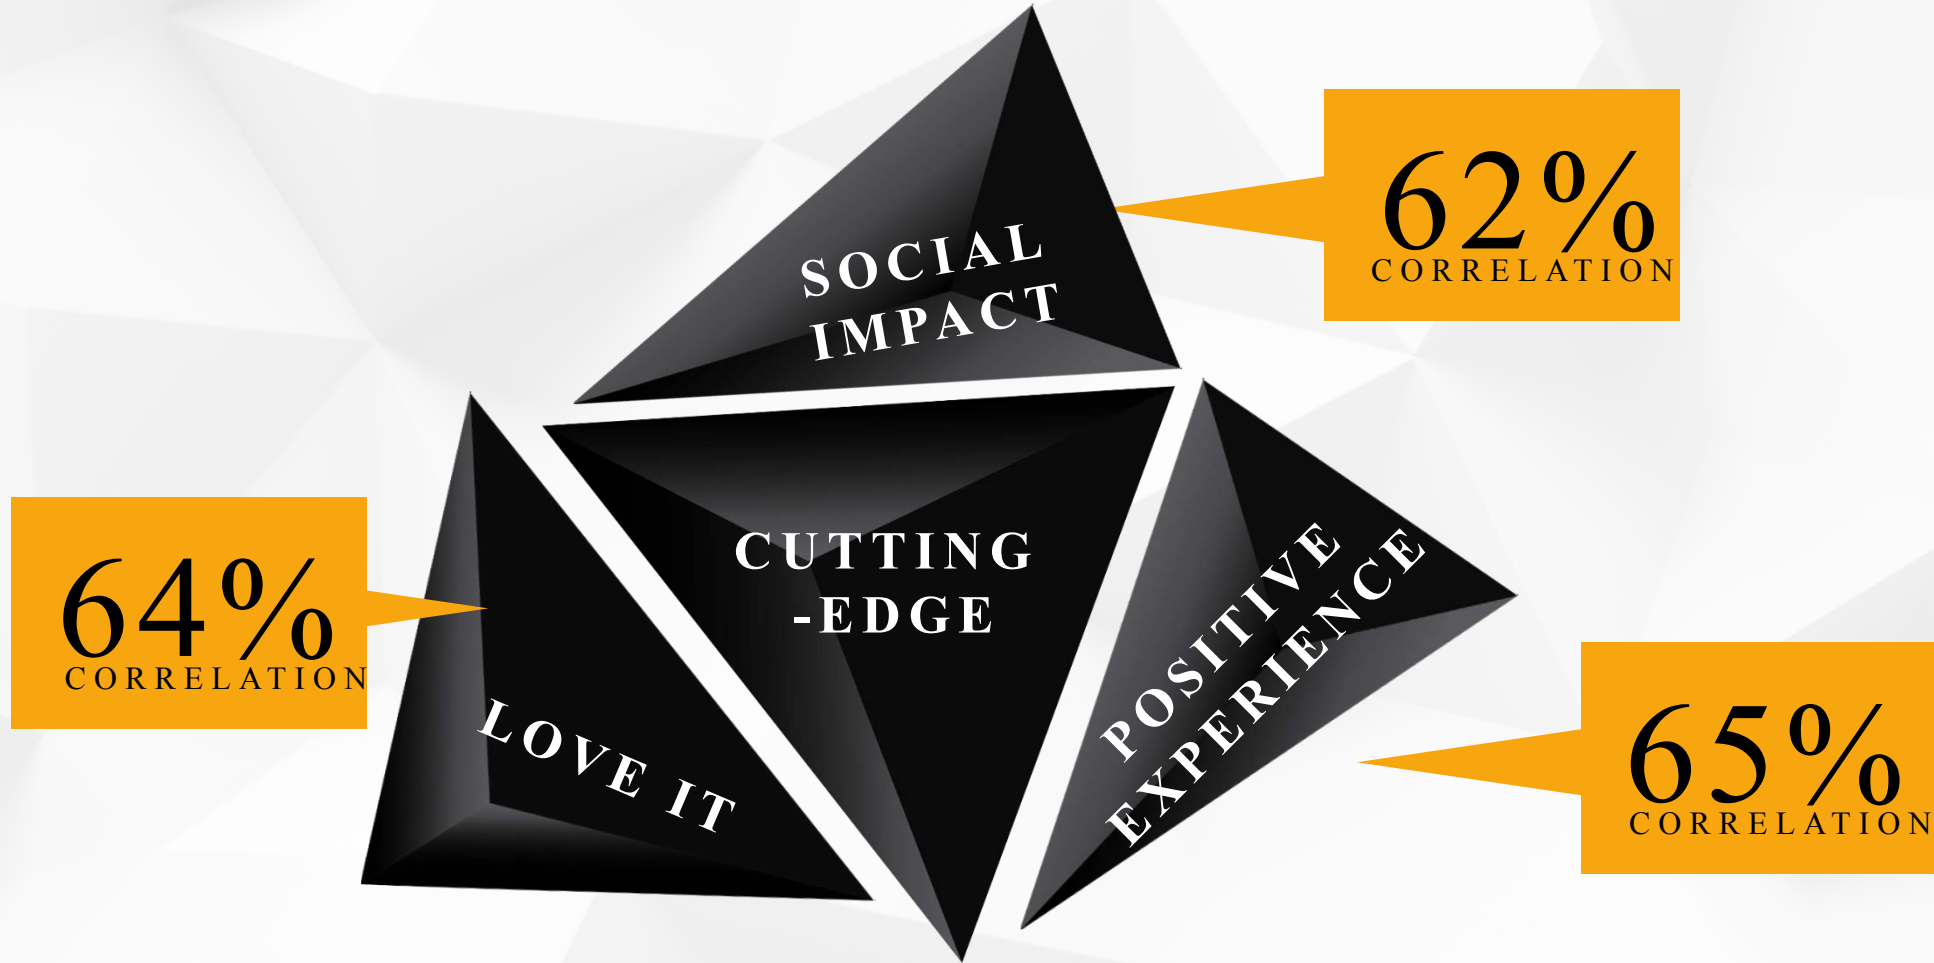 SOCIAL
IMPACT
62%
CORRELATION
64%
CORRELATION
LOVE IT
CUTTING
-EDGE
POSITIVE
EXPERIENCE
65%
CORRELATION